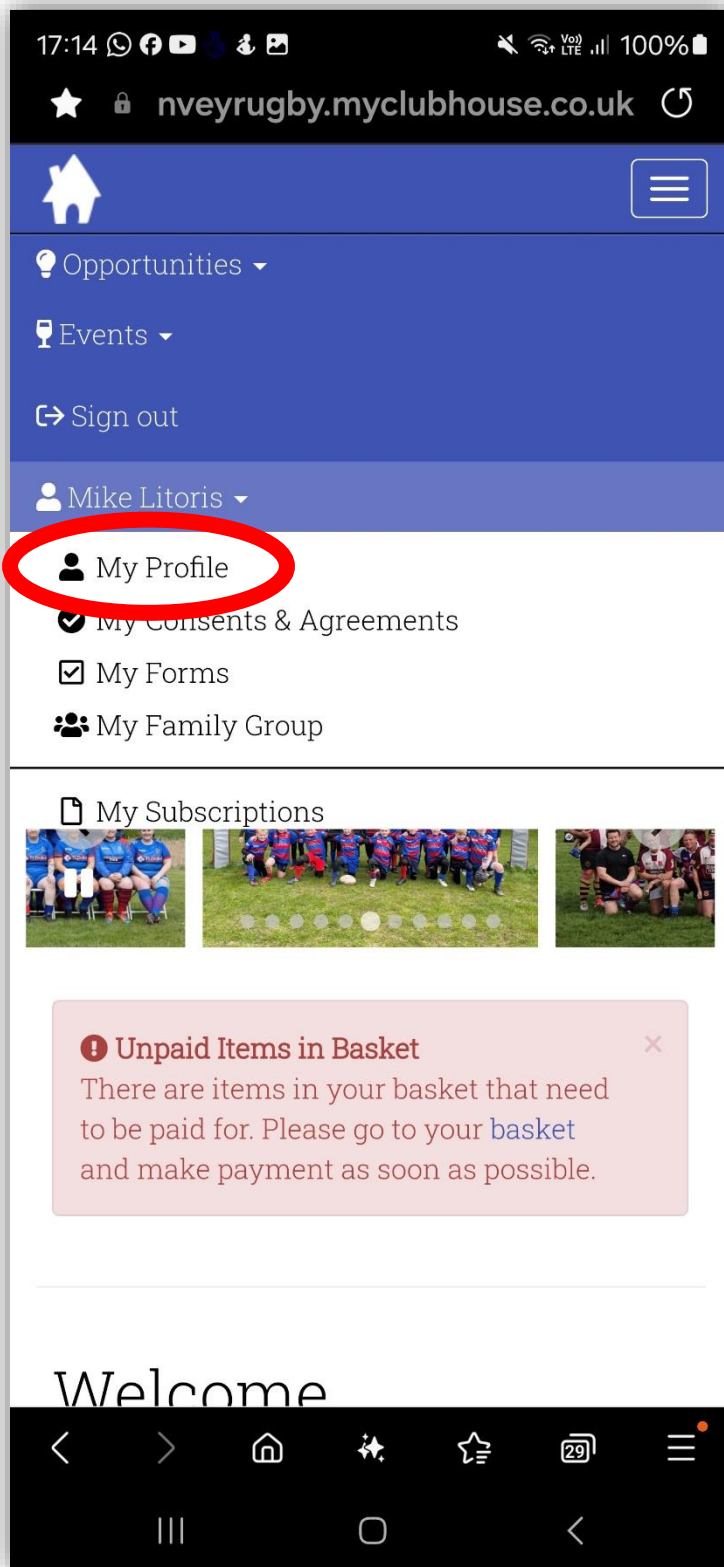 17:14 Vo)) LTE 100%
nveyrugby.myclubhouse.co.uk
Opportunities
Events
Sign out
Mike Litoris
My Profile
My Consents & Agreements
My Forms
My Family Group
My Subscriptions
Unpaid Items in Basket
There are items in your basket that need
to be paid for. Please go to your basket
and make payment as soon as possible.
Welcome
29